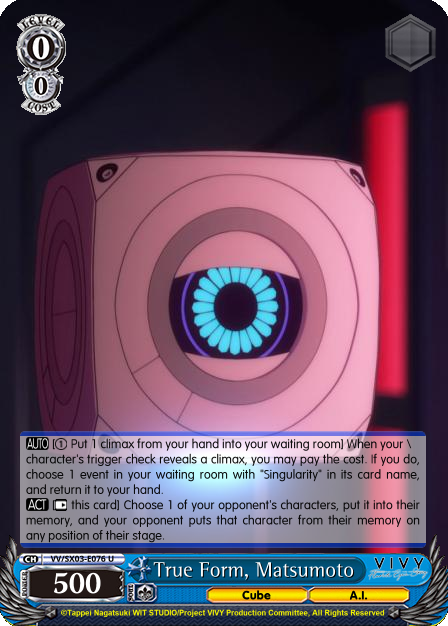 LEVEL
0
0
COST
AUTO [① Put 1 climax from your hand into your waiting room] When your \
character's trigger check reveals a climax, you may pay the cost. If you do,
choose 1 event in your waiting room with "Singularity" in its card name,
and return it to your hand.
ACT [ this card] Choose 1 of your opponent's characters, put it into their
memory, and your opponent puts that character from their memory on
any position of their stage.
CH VV/SX03-E076 U
POWER 500 SOUL True Form, Matsumoto VIVY
Cube A.I.
©Tappei Nagatsuki WIT STUDIO/Project VIVY Production Committee, All Rights Reserved